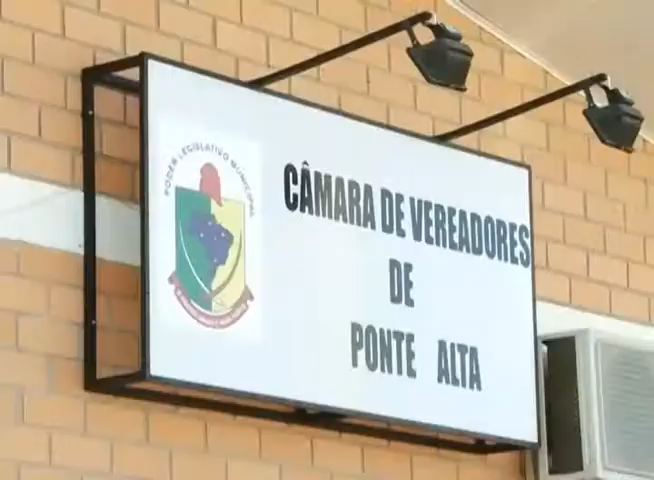 PODER LEGISLATIVO MUNICIPAL
CÂMARA DE VEREADORES
DE
PONTE ALTA